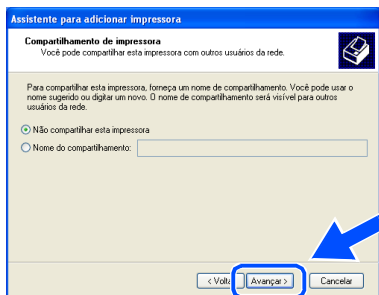 Assistente para adicionar impressora
Compartilhamento de impressora
Você pode compartilhar esta impressora com outros usuários da rede.
Para compartilhar esta impressora, forneça um nome de compartilhamento. Você pode usar o
nome sugerido ou digitar um novo. O nome de compartilhamento será visível para outros
usuários da rede.
Não compartilhar esta impressora
Nome do compartilhamento:
< Volta Avançar > Cancelar